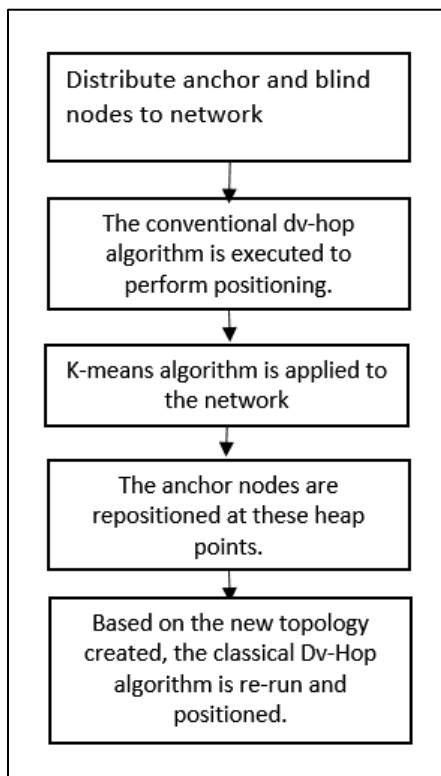 Distribute anchor and blind
nodes to network
The conventional dv-hop
algorithm is executed to
perform positioning.
K-means algorithm is applied to
the network
The anchor nodes are
repositioned at these heap
points.
Based on the new topology
created, the classical Dv-Hop
algorithm is re-run and
positioned.